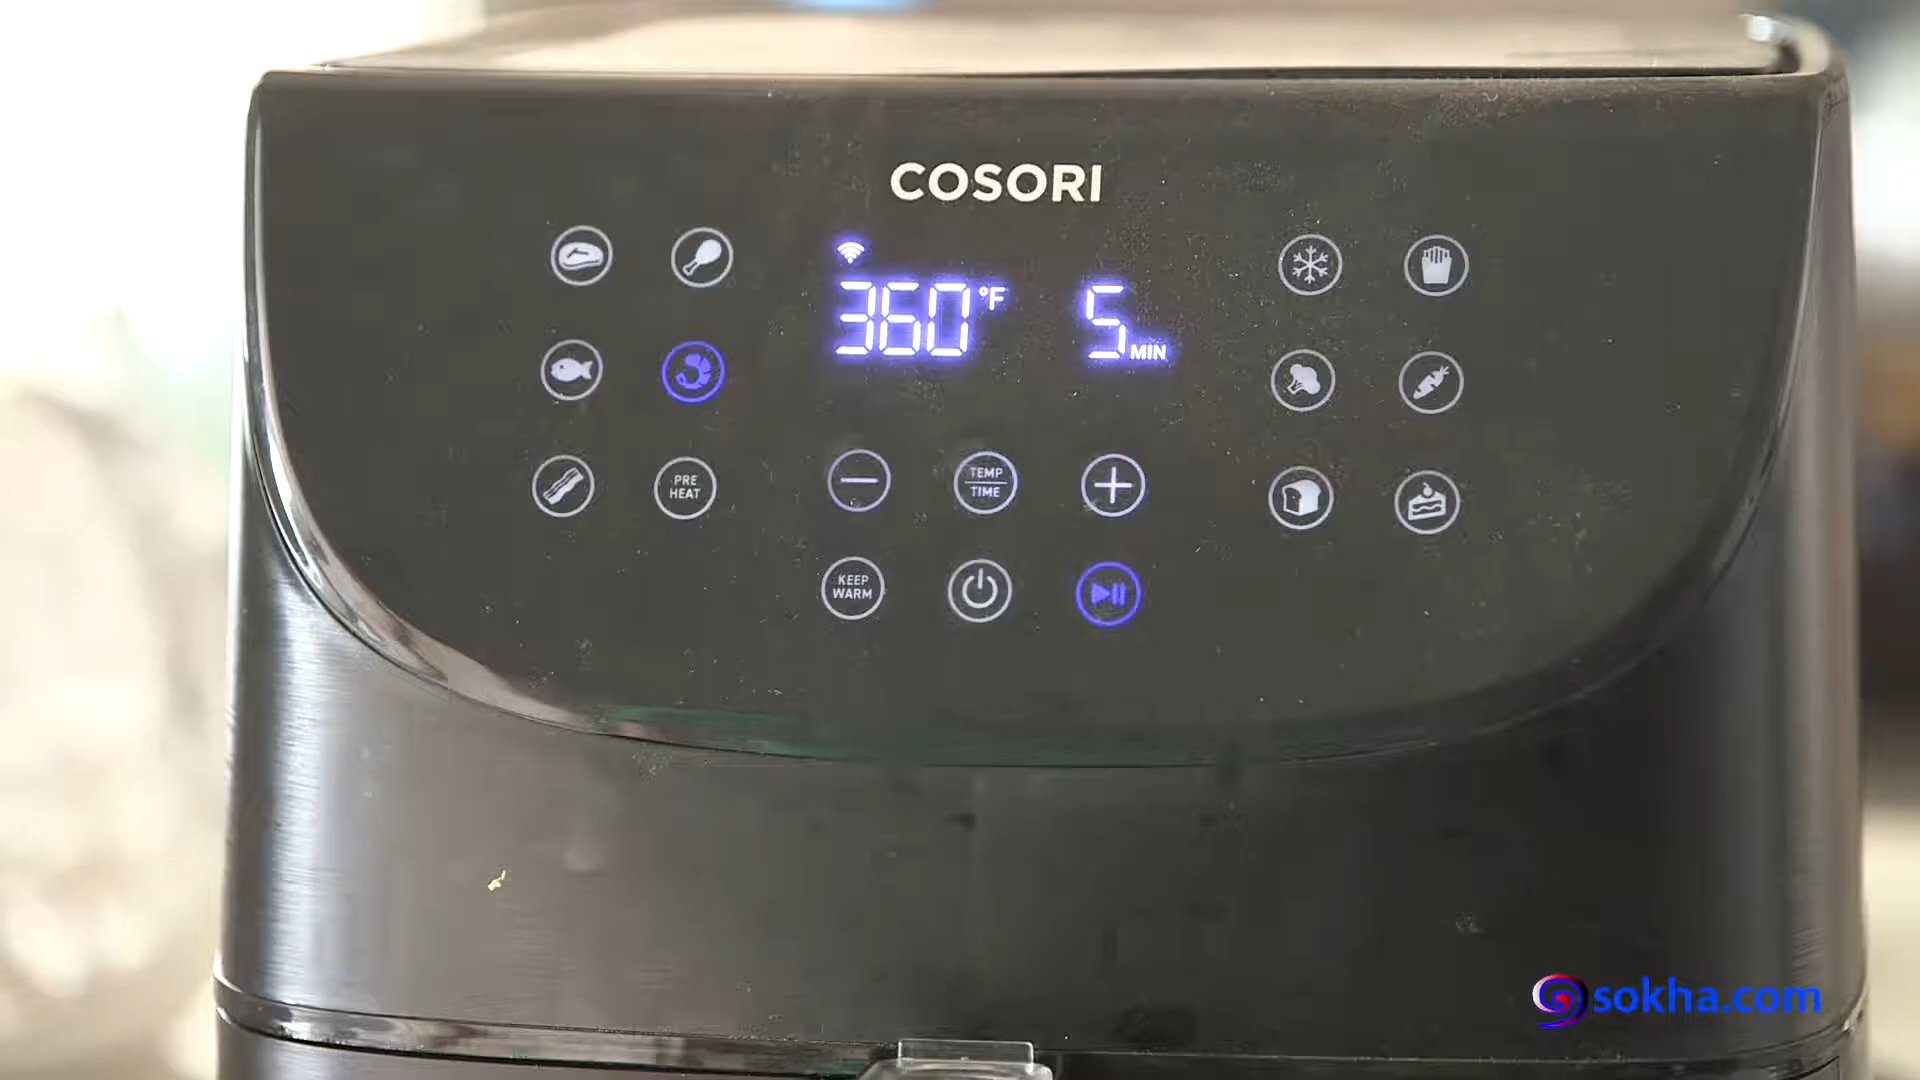 COSORI
360°F 5 MIN
PRE
HEAT
TEMP
TIME
KEEP
WARM
sokha.com